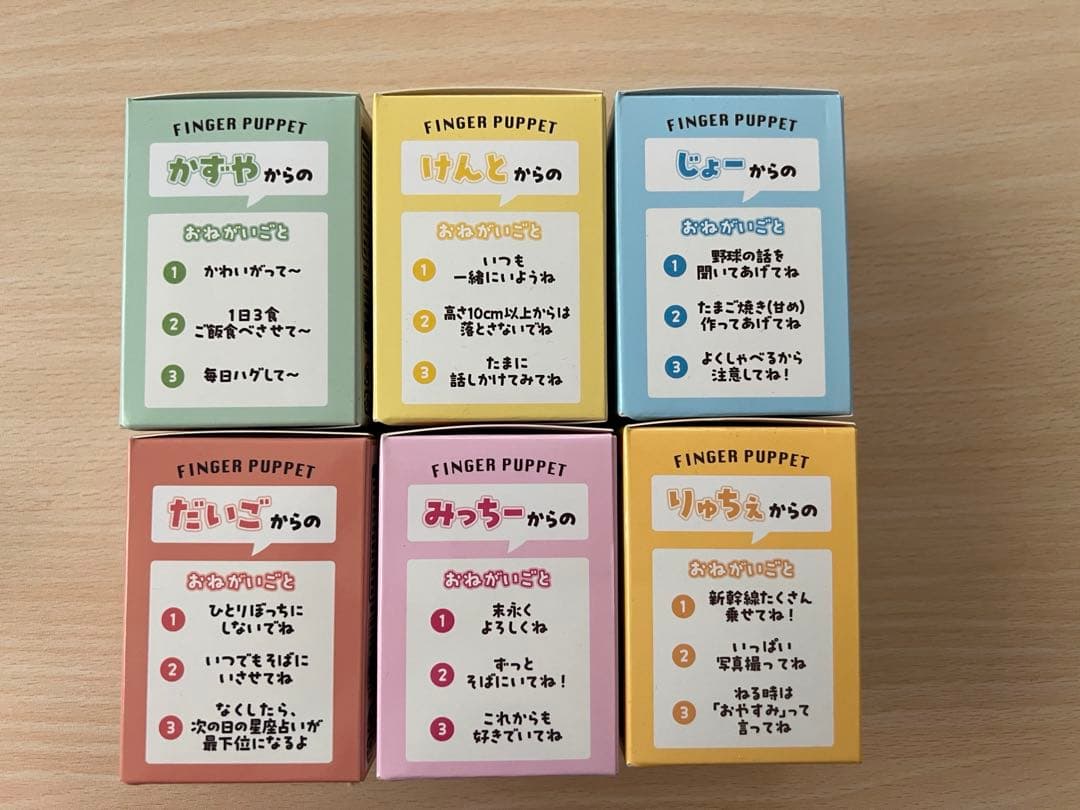 FINGER PUPPET
かずやからの
おねがいごと
1 かわいがって～
2 1日3食
ご飯食べさせて～
3 毎日ハグして～
FINGER PUPPET
けんとからの
おねがいごと
1 いつも
一緒にいようね
2 高さ10cm以上からは
落とさないでね
3 たまに
話しかけてみてね
FINGER PUPPET
じょーからの
おねがいごと
1 野球の話を
聞いてあげてね
2 たまご焼き(甘め)
作ってあげてね
3 よくしゃべるから
注意してね!
FINGER PUPPET
だいごからの
おねがいごと
1 ひとりぼっちに
しないでね
2 いつでもそばに
いさせてね
3 なくしたら、
次の日の星座占いが
最下位になるよ
FINGER PUPPET
みっちーからの
おねがいごと
1 末永く
よろしくね
2 ずっと
そばにいてね!
3 これからも
好きでいてね
FINGER PUPPET
りゅちぇからの
おねがいごと
1 新幹線たくさん
乗せてね!
2 いっぱい
写真撮ってね
3 ねる時は
「おやすみ」って
言ってね